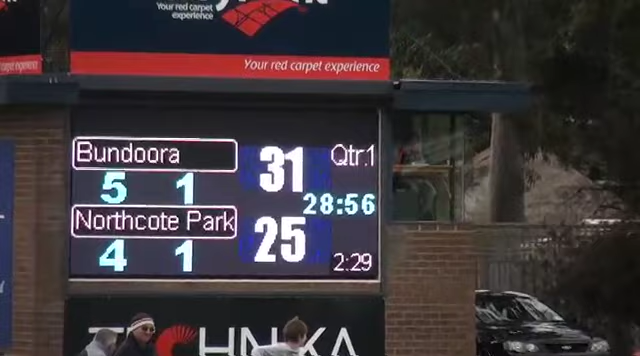 Your red carpet
experience
Your red carpet experience
Bundoora
5 1
31
Qtr.1
28:56
Northcote Park
4 1
25
2:29